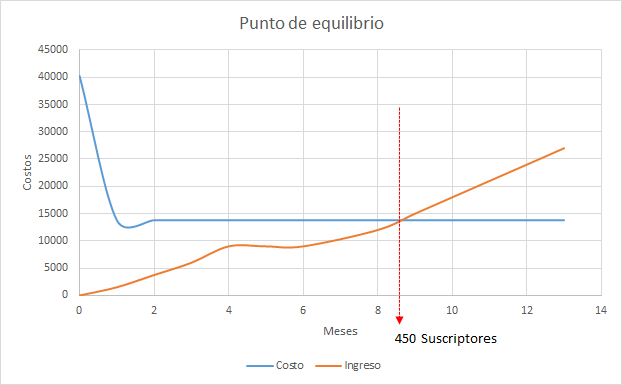 Punto de equilibrio
45000
40000
35000
30000
25000
20000
15000
10000
5000
0
Costos
0 2 4 6 8 10 12 14
Meses
450 Suscriptores
Costo Ingreso